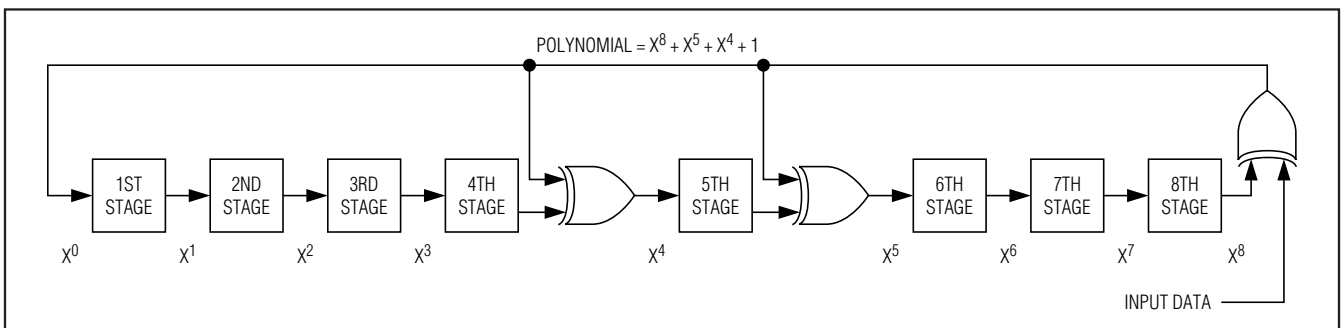 POLYNOMIAL = X⁸ + X⁵ + X⁴ + 1
1ST STAGE
2ND STAGE
3RD STAGE
4TH STAGE
5TH STAGE
6TH STAGE
7TH STAGE
8TH STAGE
X⁰ X¹ X² X³ X⁴ X⁵ X⁶ X⁷ X⁸
INPUT DATA